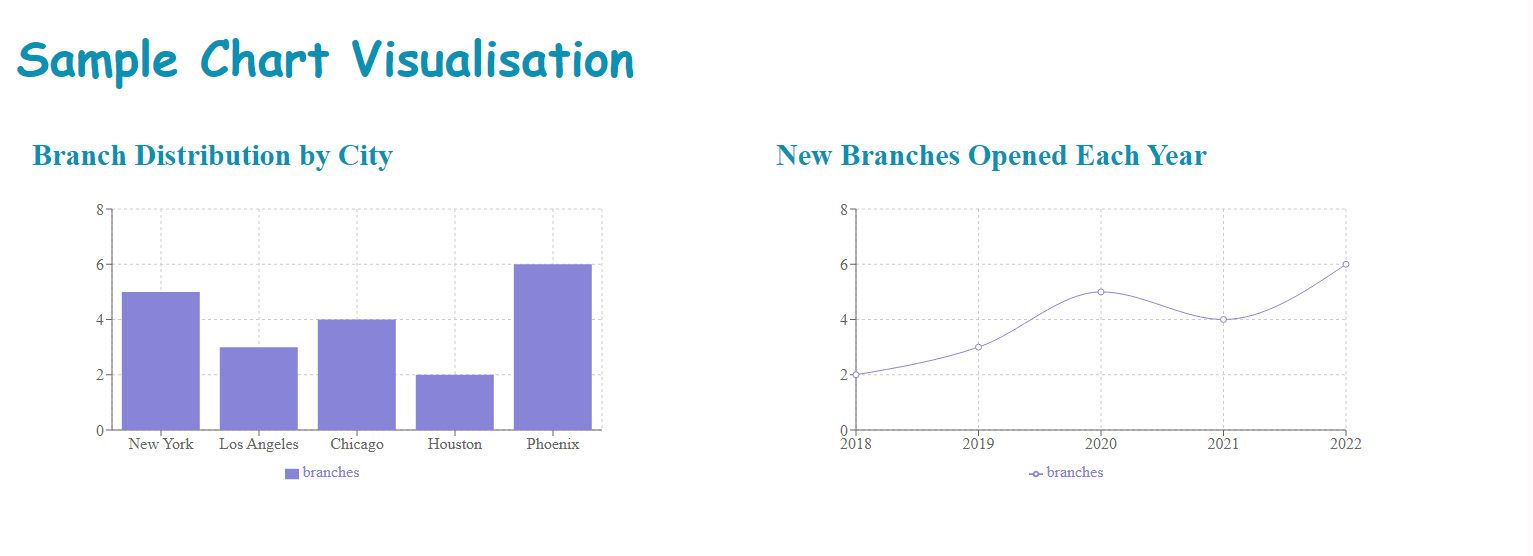 Sample Chart Visualisation
Branch Distribution by City
8
6
4
2
0
New York Los Angeles Chicago Houston Phoenix
branches
New Branches Opened Each Year
8
6
4
2
0
2018 2019 2020 2021 2022
branches